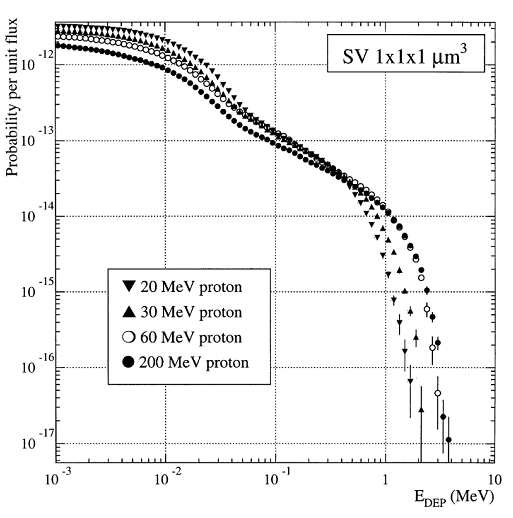 Probability per unit flux
SV 1x1x1 μm³
10⁻¹²
10⁻¹³
10⁻¹⁴
10⁻¹⁵
10⁻¹⁶
10⁻¹⁷
20 MeV proton
30 MeV proton
60 MeV proton
200 MeV proton
10⁻³ 10⁻² 10⁻¹ 1 10
E_DEP (MeV)